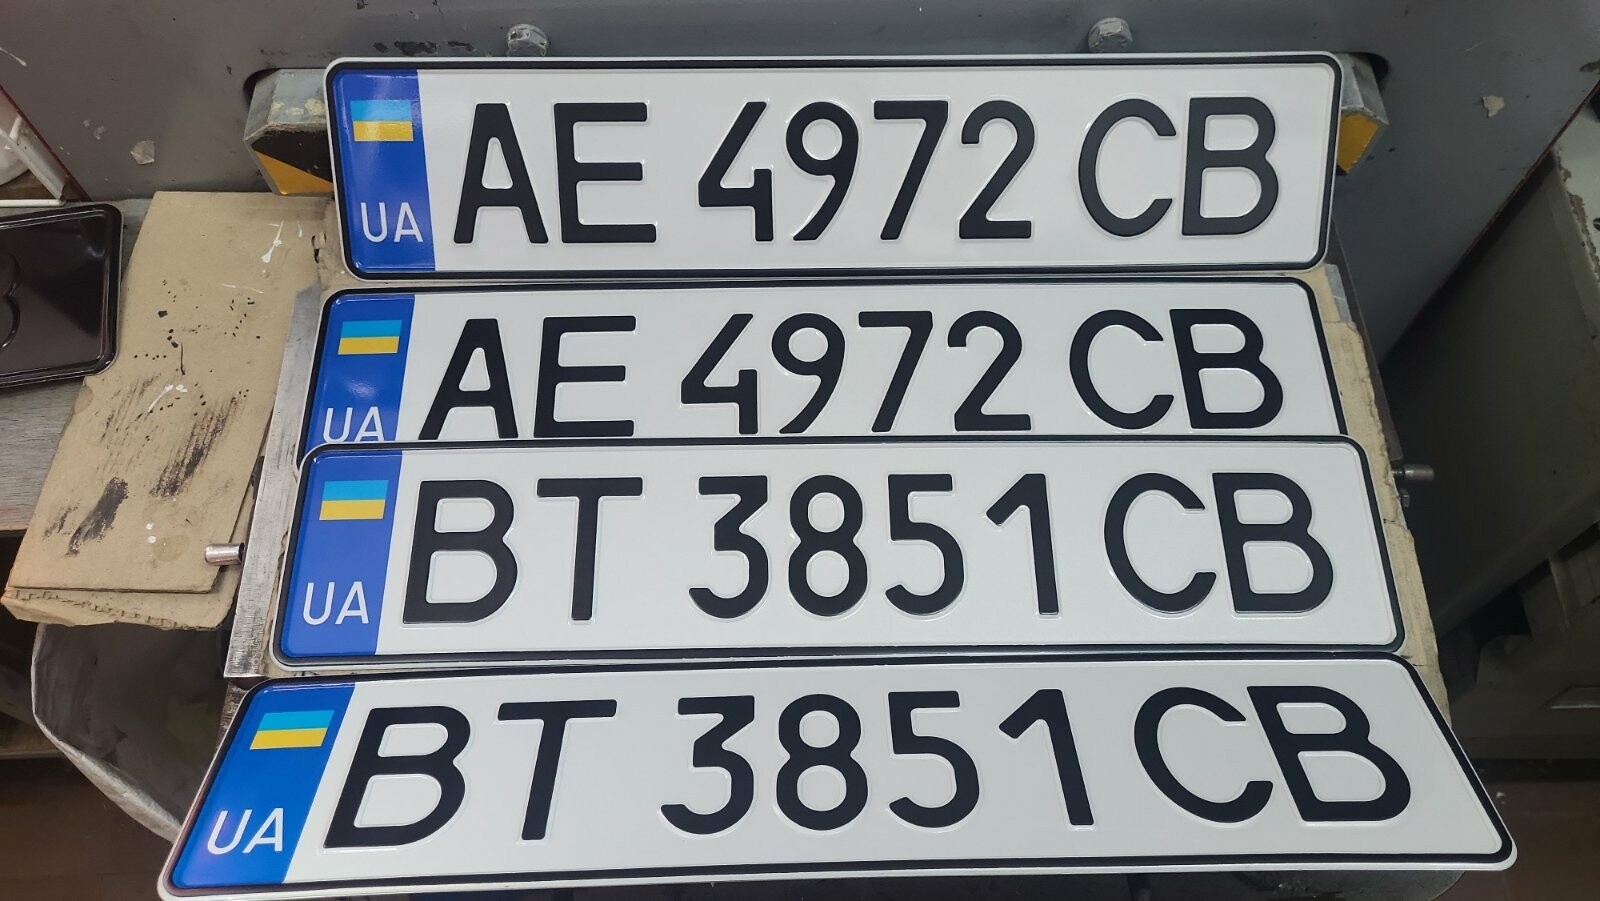 UA AE 4972 CB
UA AE 4972 CB
UA BT 3851 CB
UA BT 3851 CB